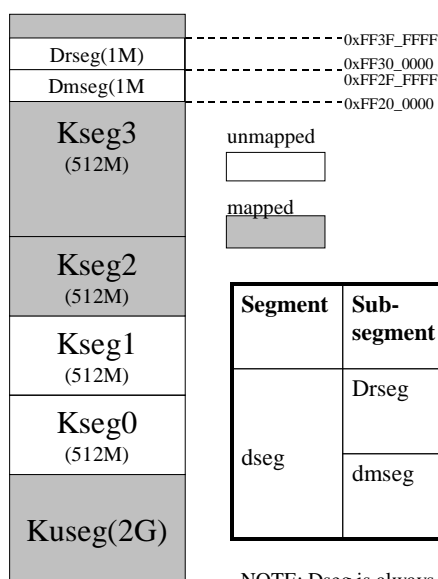 Drseg(1M)
Dmseg(1M
Kseg3
(512M)
Kseg2
(512M)
Kseg1
(512M)
Kseg0
(512M)
Kuseg(2G)
0xFF3F_FFFF
0xFF30_0000
0xFF2F_FFFF
0xFF20_0000
unmapped
mapped
Segment
Sub-
segment
dseg
Drseg
dmseg
NOTE: Dseg is always